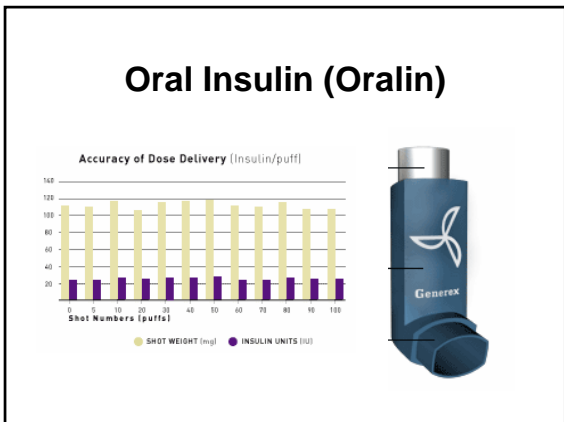 Oral Insulin (Oralin)
Accuracy of Dose Delivery (Insulin/puff)
140
120
100
80
60
40
20
0 5 10 20 30 40 50 60 70 80 90 100
Shot Numbers (puffs)
SHOT WEIGHT (mg) INSULIN UNITS (IU)
Generex